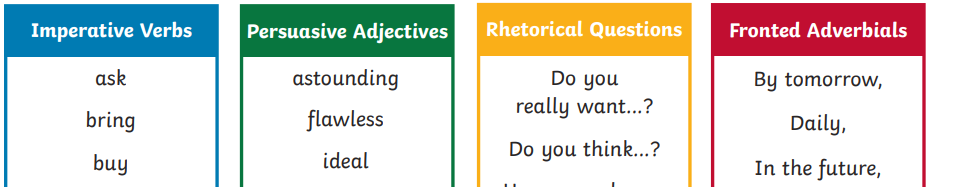 Imperative Verbs
ask
bring
buy
Persuasive Adjectives
astounding
flawless
ideal
Rhetorical Questions
Do you
really want...?
Do you think...?
Fronted Adverbials
By tomorrow,
Daily,
In the future,